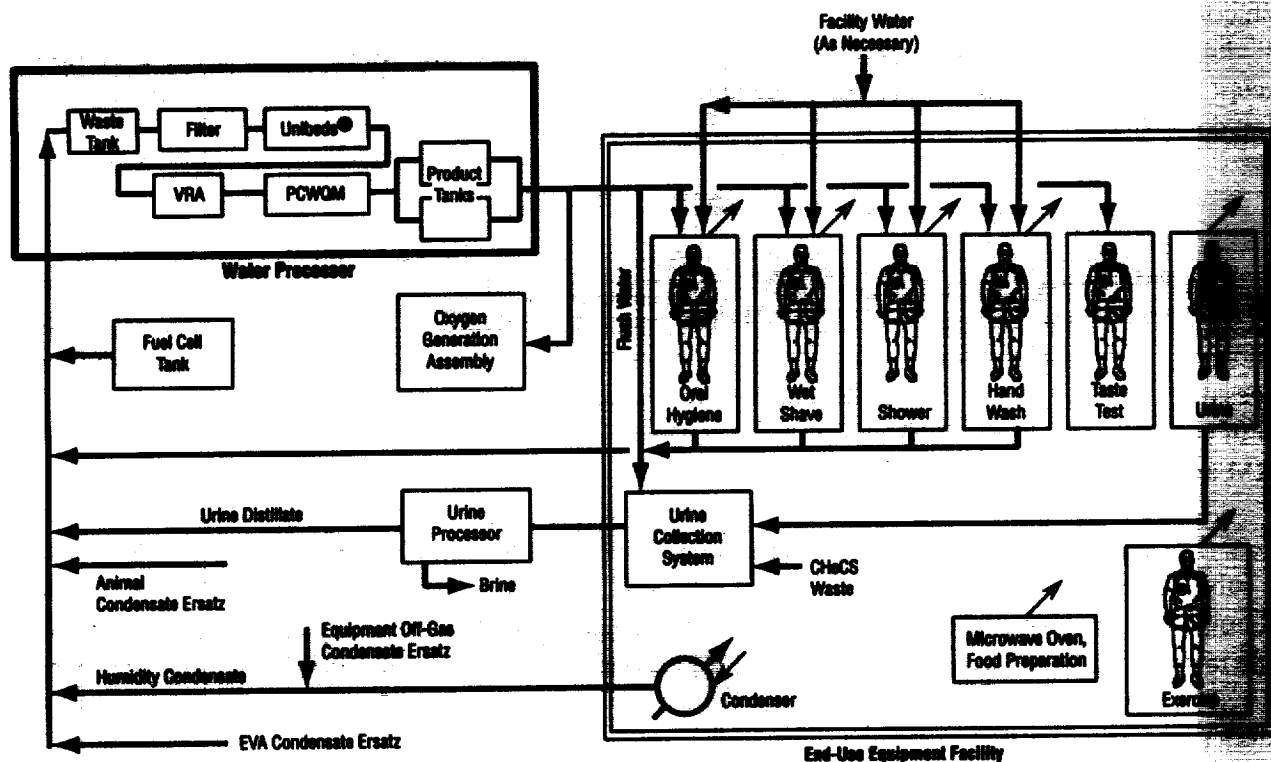 Facility Water
(As Necessary)
Waste
Tank
Filter
Unibeds®
VRA
PCWQM
Product
Tanks
Water Processor
Fuel Cell
Tank
Oxygen
Generation
Assembly
Flush Water
Oral
Hygiene
Wet
Shave
Shower
Hand
Wash
Taste
Test
Urine Distillate
Urine
Processor
Urine
Collection
System
Brine
CHeCS
Waste
Animal
Condensate Ersatz
Equipment Off-Gas
Condensate Ersatz
Microwave Oven,
Food Preparation
Humidity Condensate
Condenser
EVA Condensate Ersatz
End-Use Equipment Facility